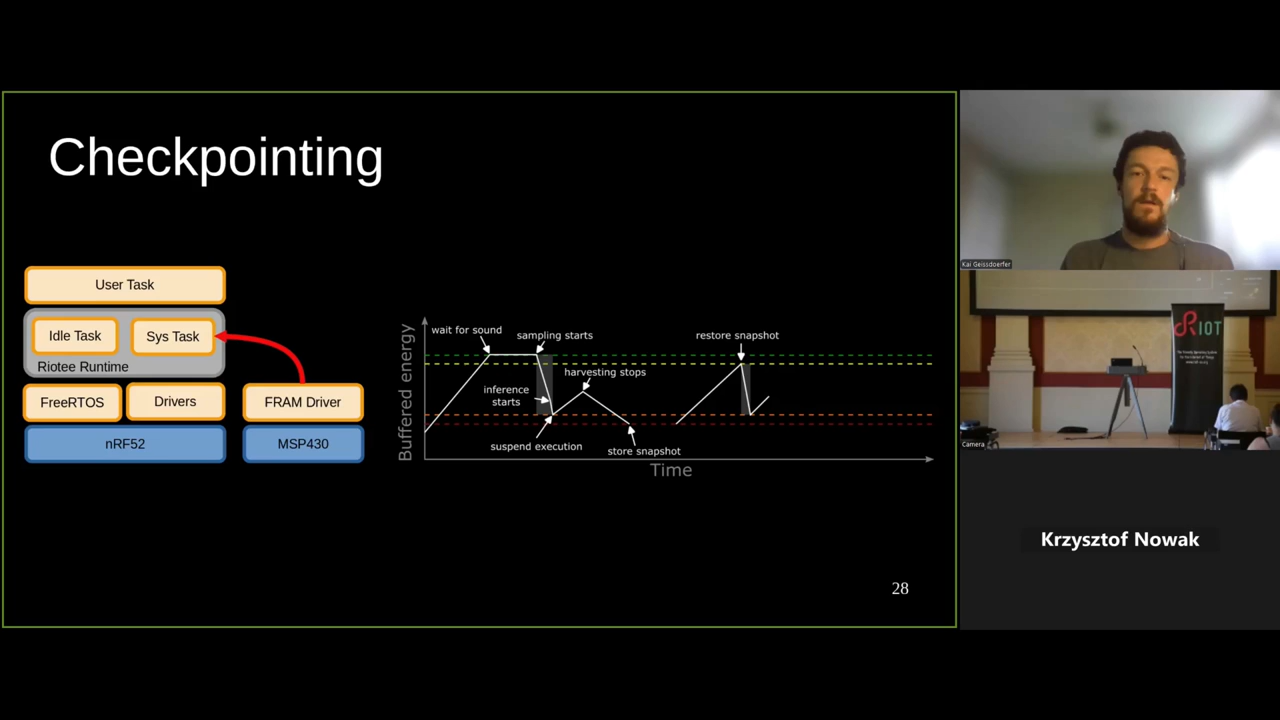 Checkpointing
User Task
Idle Task
Sys Task
Riotee Runtime
FreeRTOS
Drivers
FRAM Driver
nRF52
MSP430
Buffered energy
wait for sound
sampling starts
restore snapshot
harvesting stops
inference
starts
suspend execution
store snapshot
Time
28
Kai Geissdoerfer
RIOT
Camera
Krzysztof Nowak